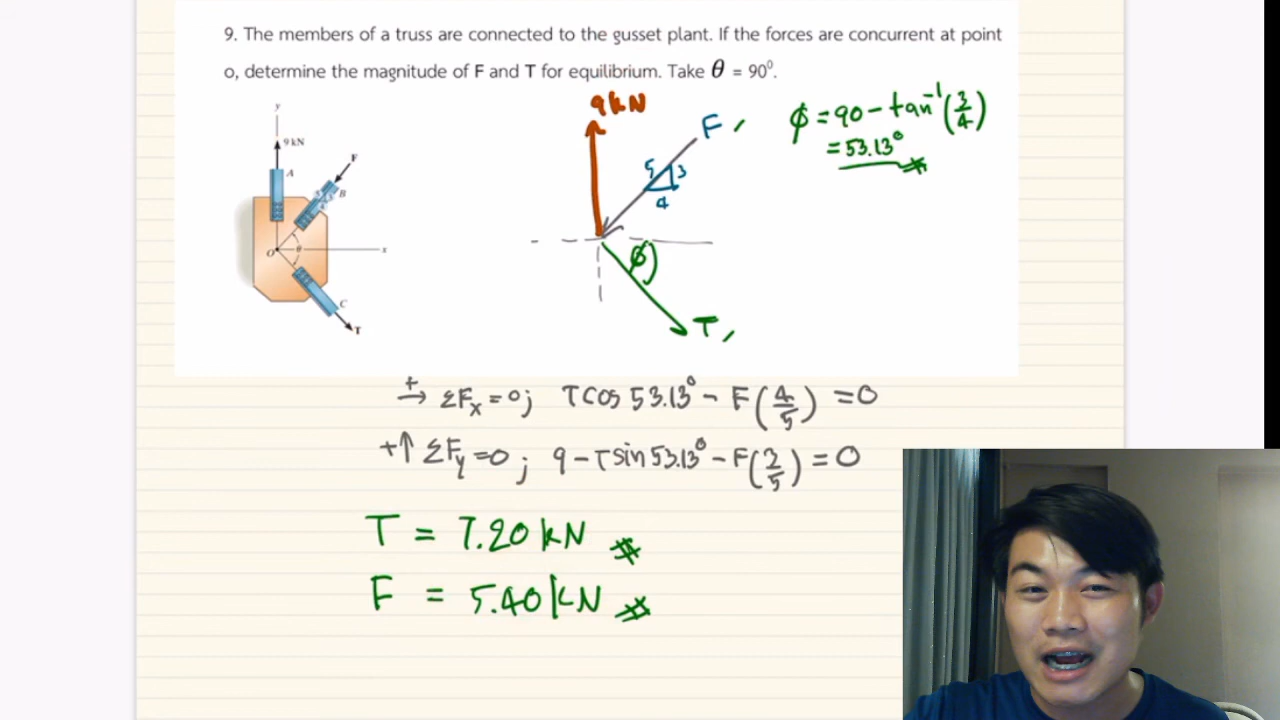 9. The members of a truss are connected to the gusset plant. If the forces are concurrent at point
o, determine the magnitude of F and T for equilibrium. Take θ = 90⁰.
y
9 kN
A
F
B
O
θ
x
C
T
9kN
F,
5
3
4
φ
T,
φ = 90 - tan⁻¹(3/4)
= 53.13°
+→ ΣFx = 0; TCos 53.13° - F(4/5) = 0
+↑ ΣFy = 0; 9 - Tsin 53.13° - F(3/5) = 0
T = 7.20 kN
F = 5.40 kN